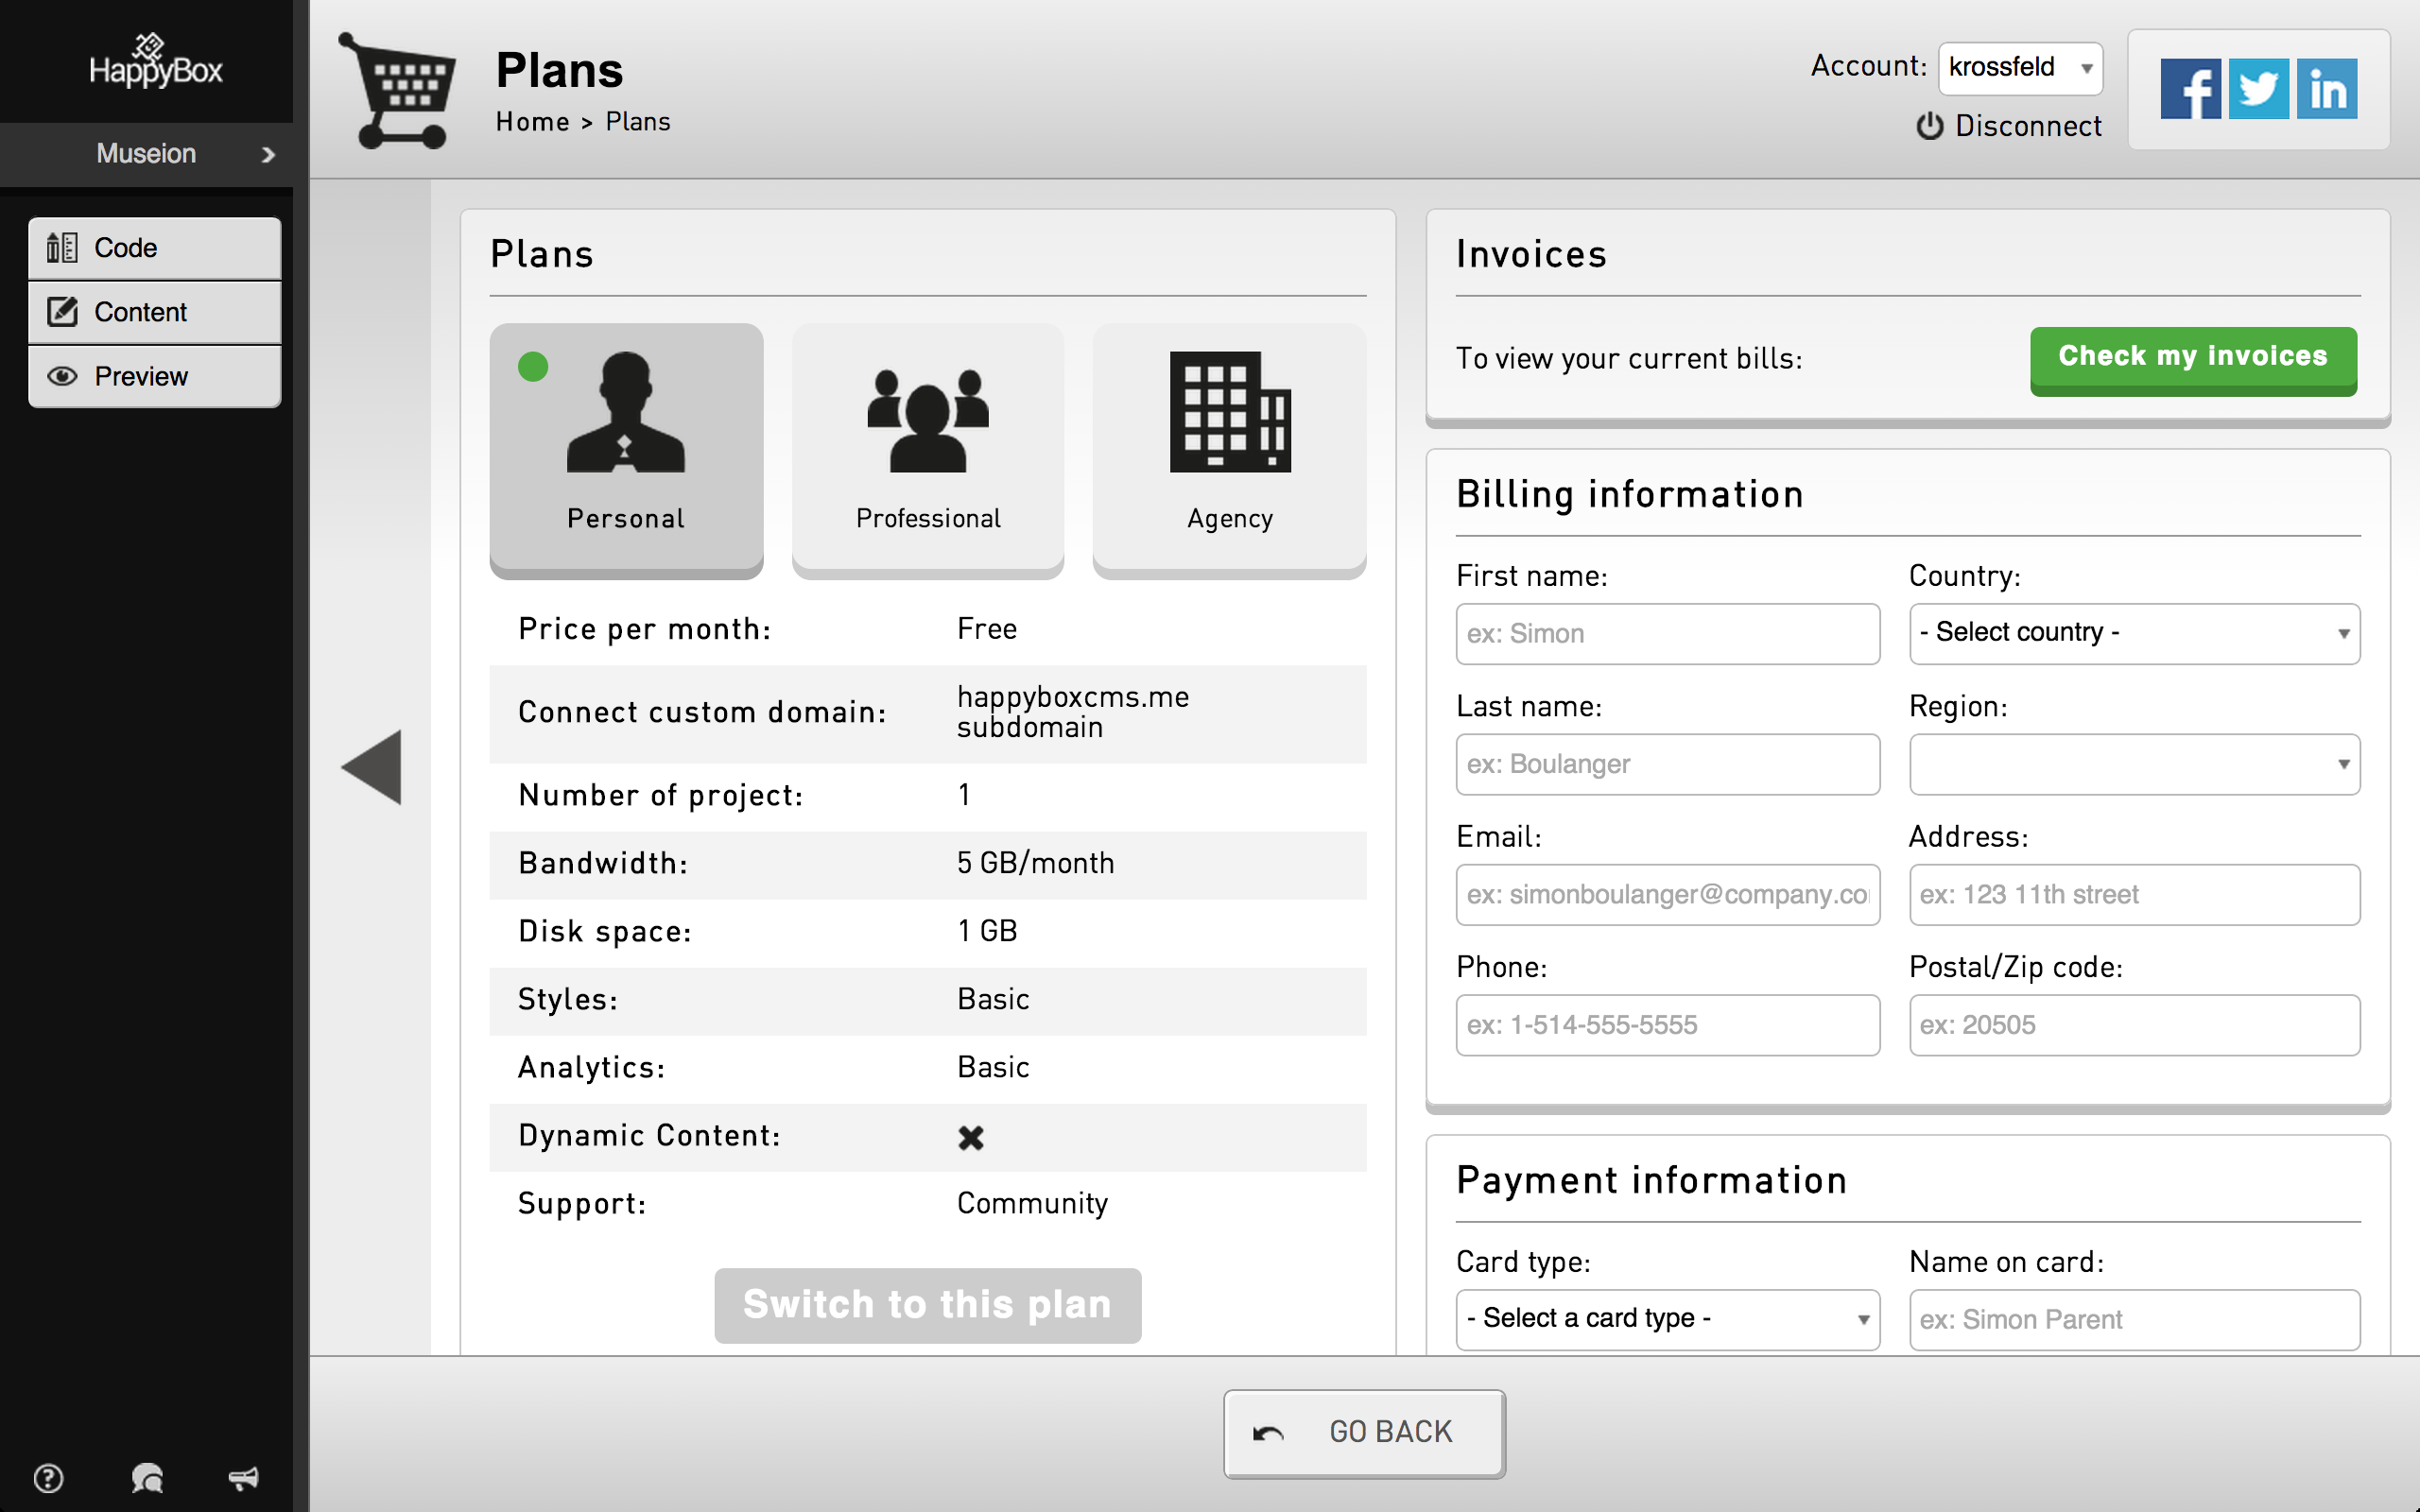 HappyBox
Museion
Code
Content
Preview
Plans
Home > Plans
Account: krossfeld
Disconnect
Plans
Personal
Professional
Agency
Price per month: Free
Connect custom domain: happyboxcms.me
subdomain
Number of project: 1
Bandwidth: 5 GB/month
Disk space: 1 GB
Styles: Basic
Analytics: Basic
Dynamic Content:
Support: Community
Switch to this plan
Invoices
To view your current bills:
Check my invoices
Billing information
First name:
ex: Simon
Country:
- Select country -
Last name:
ex: Boulanger
Region:
Email:
ex: simonboulanger@company.co
Address:
ex: 123 11th street
Phone:
ex: 1-514-555-5555
Postal/Zip code:
ex: 20505
Payment information
Card type:
- Select a card type -
Name on card:
ex: Simon Parent
GO BACK